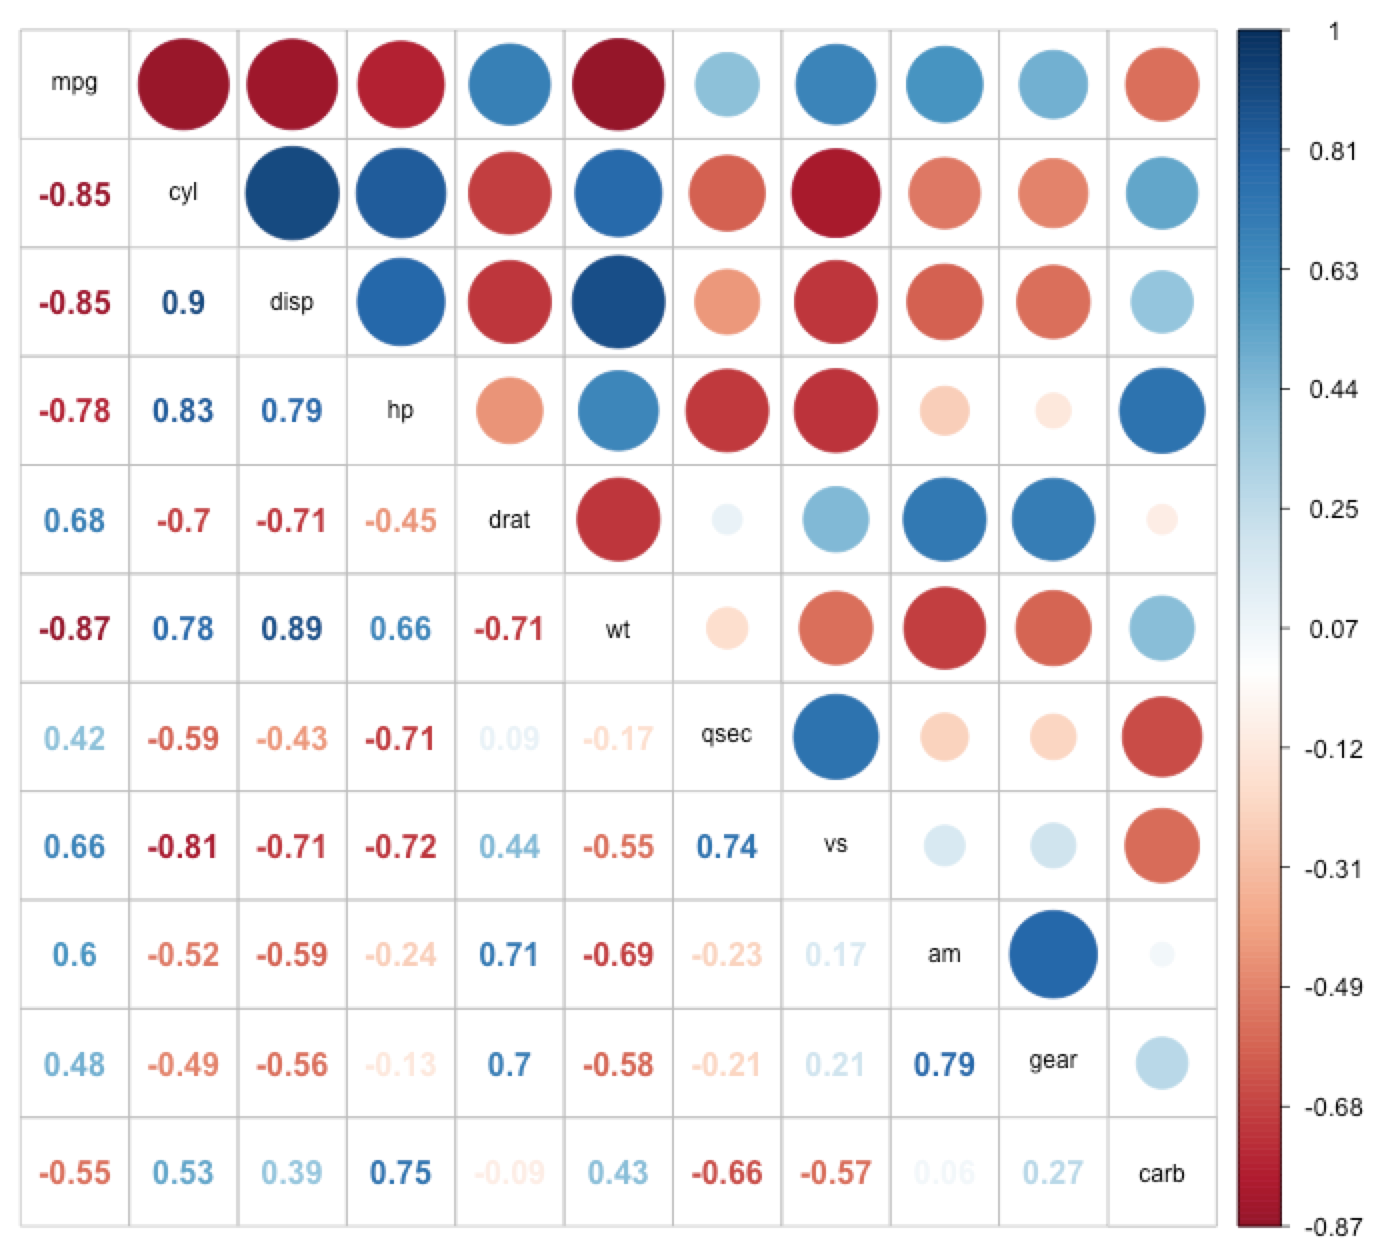 mpg
-0.85 cyl
-0.85 0.9 disp
-0.78 0.83 0.79 hp
0.68 -0.7 -0.71 -0.45 drat
-0.87 0.78 0.89 0.66 -0.71 wt
0.42 -0.59 -0.43 -0.71 0.09 -0.17 qsec
0.66 -0.81 -0.71 -0.72 0.44 -0.55 0.74 vs
0.6 -0.52 -0.59 -0.24 0.71 -0.69 -0.23 0.17 am
0.48 -0.49 -0.56 -0.13 0.7 -0.58 -0.21 0.21 0.79 gear
-0.55 0.53 0.39 0.75 -0.09 0.43 -0.66 -0.57 0.06 0.27 carb
1
0.81
0.63
0.44
0.25
0.07
-0.12
-0.31
-0.49
-0.68
-0.87